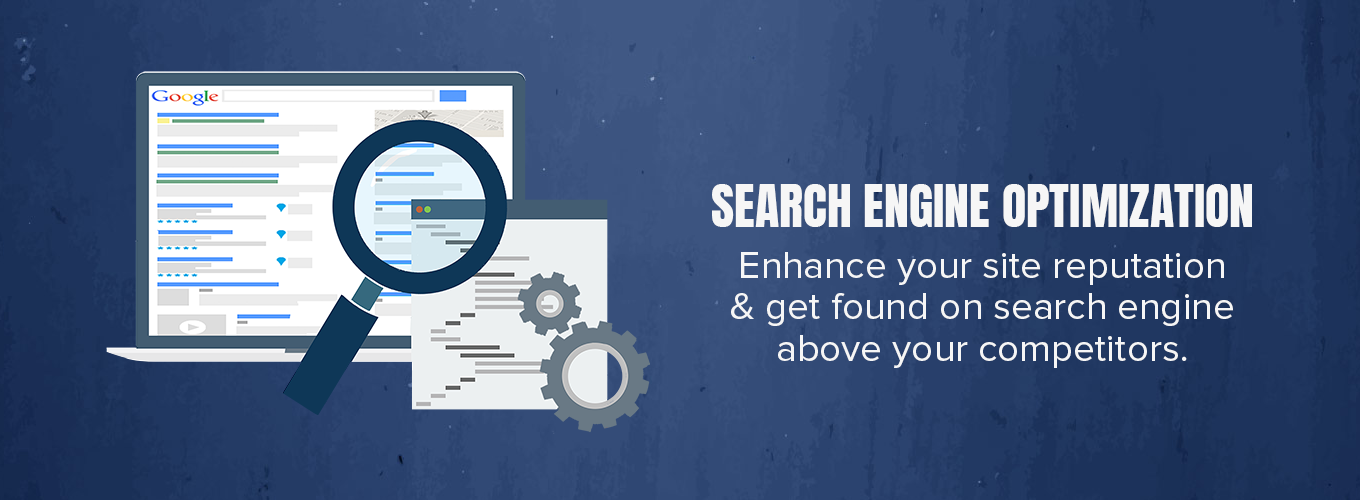 Google
SEARCH ENGINE OPTIMIZATION
Enhance your site reputation
& get found on search engine
above your competitors.